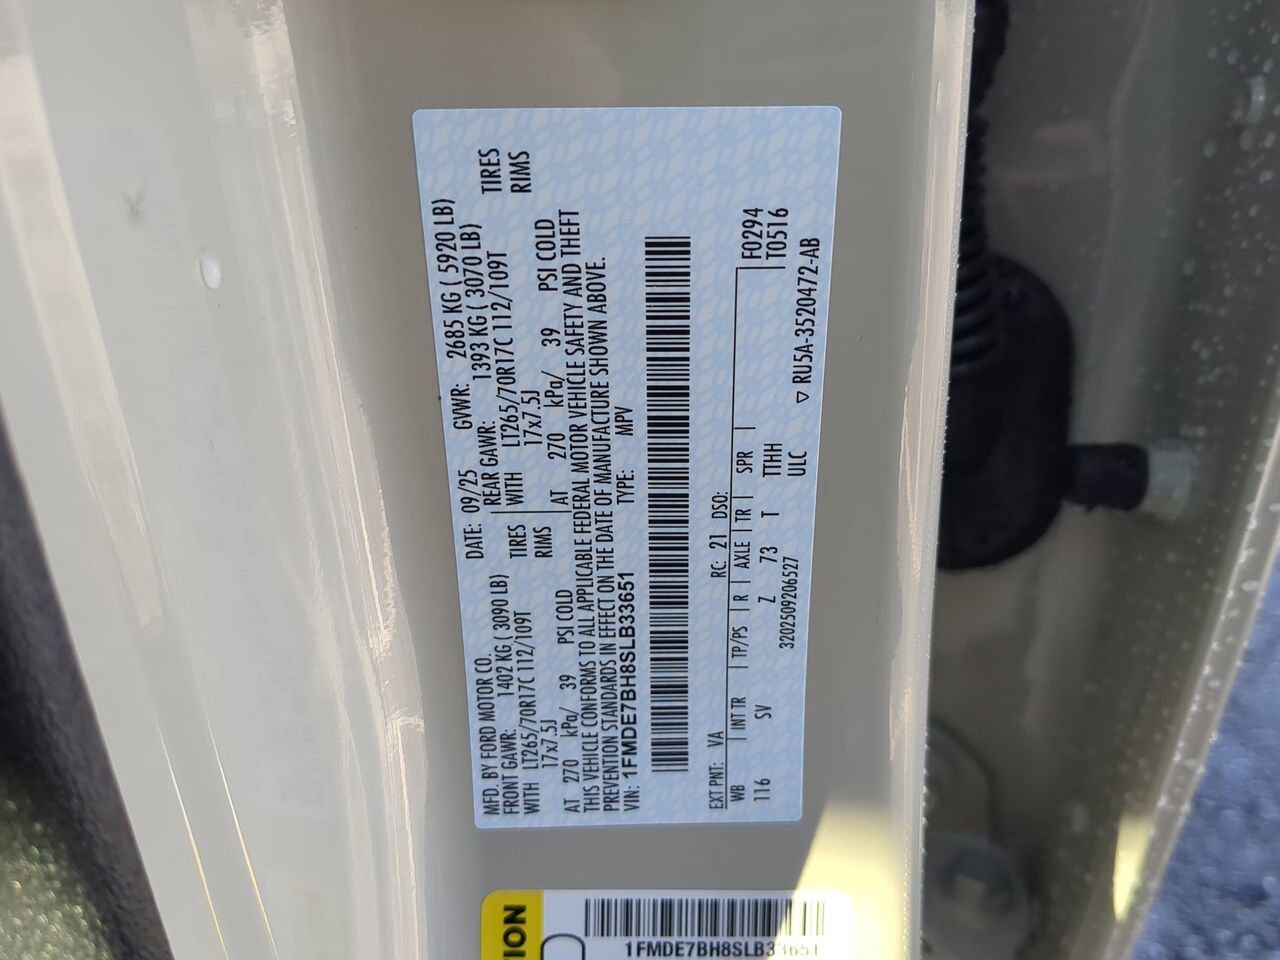 MFD. BY FORD MOTOR CO. DATE: 09/25 GVWR: 2685 KG ( 5920 LB)
FRONT GAWR: 1402 KG ( 3090 LB) REAR GAWR: 1393 KG ( 3070 LB)
WITH LT265/70R17C 112/109T TIRES WITH LT265/70R17C 112/109T TIRES
17x7.5J RIMS 17x7.5J RIMS
AT 270 kPa/ 39 PSI COLD AT 270 kPa/ 39 PSI COLD
THIS VEHICLE CONFORMS TO ALL APPLICABLE FEDERAL MOTOR VEHICLE SAFETY AND THEFT
PREVENTION STANDARDS IN EFFECT ON THE DATE OF MANUFACTURE SHOWN ABOVE.
VIN: 1FMDE7BH8SLB33651 TYPE: MPV
EXT PNT: VA RC: 21 DSO: F0294
WB INT TR TP/PS R AXLE TR SPR T0516
116 SV Z 73 T TTHH
3202509206527 ULC ▽ RU5A-3520472-AB
TION
1FMDE7BH8SLB33651